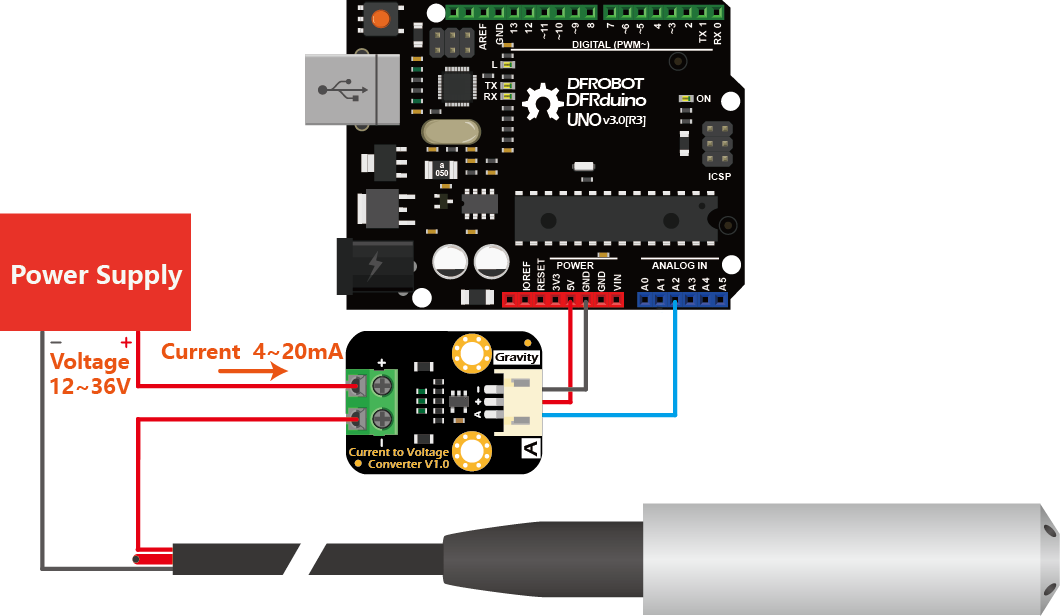 AREF
GND
13
12
~11
~10
~9
8
7
~6
~5
4
~3
2
TX 1
RX 0
DIGITAL (PWM~)
L
TX
RX
DFROBOT
DFRduino
UNO v3.0[R3]
ON
ICSP
a
050
POWER
ANALOG IN
IOREF
RESET
3V3
5V
GND
GND
VIN
A0
A1
A2
A3
A4
A5
Power Supply
− +
Voltage
12~36V
Current 4~20mA
+
Gravity
-
+
A
−
A
Current to Voltage
Converter V1.0